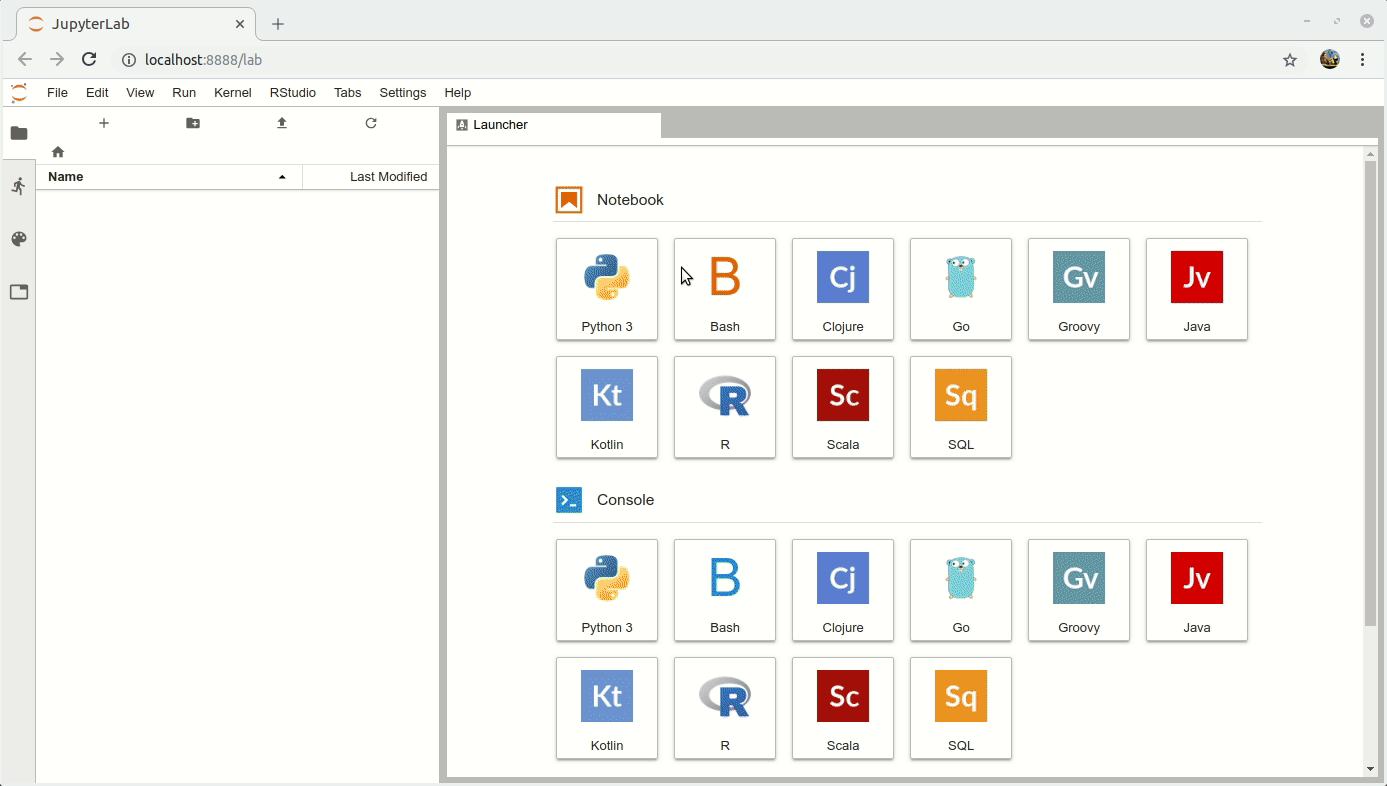 JupyterLab
localhost:8888/lab
File Edit View Run Kernel RStudio Tabs Settings Help
Launcher
Name Last Modified
Notebook
B Cj Gv Jv
Python 3 Bash Clojure Go Groovy Java
Kt R Sc Sq
Kotlin R Scala SQL
Console
B Cj Gv Jv
Python 3 Bash Clojure Go Groovy Java
Kt R Sc Sq
Kotlin R Scala SQL